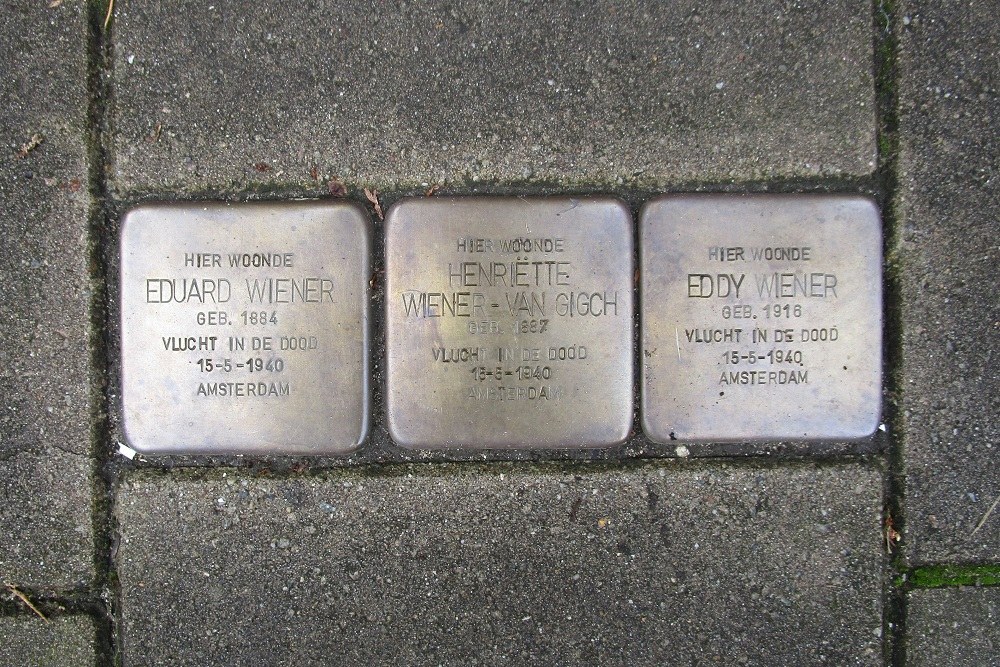 HIER WOONDE
EDUARD WIENER
GEB. 1884
VLUCHT IN DE DOOD
15-5-1940
AMSTERDAM
HIER WOONDE
HENRIËTTE
WIENER-VAN GIGCH
GEB. 1887
VLUCHT IN DE DOOD
15-5-1940
AMSTERDAM
HIER WOONDE
EDDY WIENER
GEB. 1916
VLUCHT IN DE DOOD
15-5-1940
AMSTERDAM